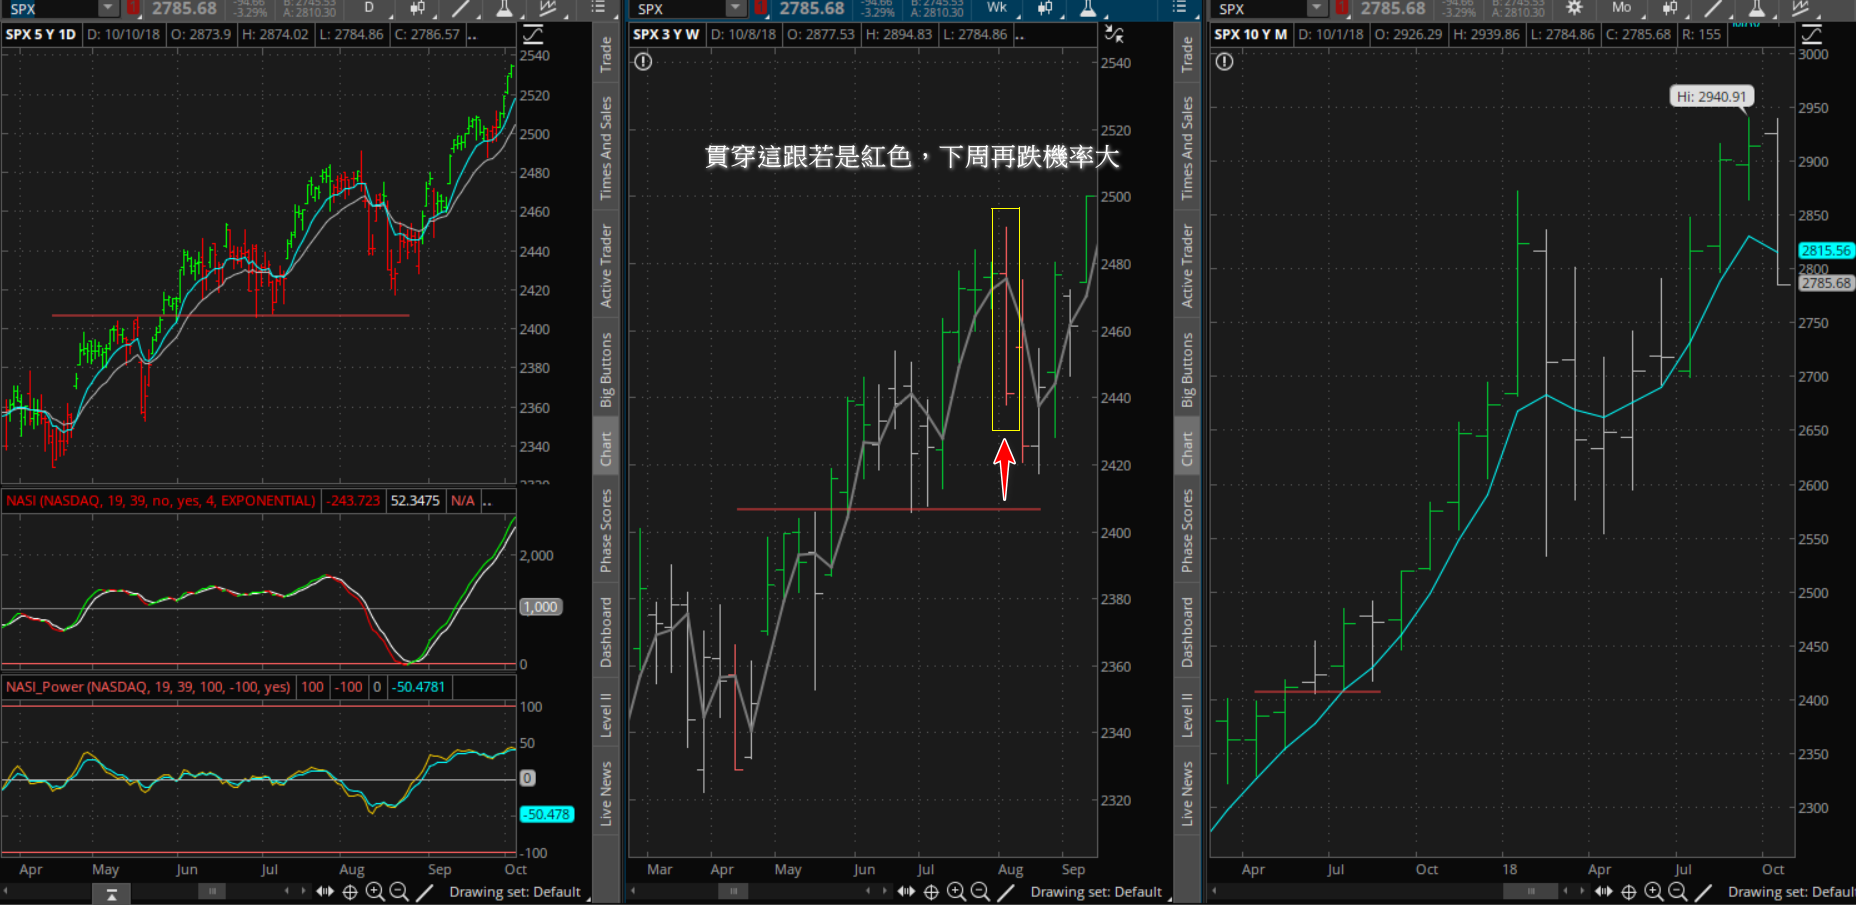 SPX
1
2785.68
-94.66
-3.29%
B: 2745.53
A: 2810.30
D
SPX 5 Y 1D
D: 10/10/18
O: 2873.9
H: 2874.02
L: 2784.86
C: 2786.57
..
2540
2520
2500
2480
2460
2440
2420
2400
2380
2360
2340
2320
NASI (NASDAQ, 19, 39, no, yes, 4, EXPONENTIAL)
-243.723
52.3475
N/A
..
2,000
1,000
0
NASI_Power (NASDAQ, 19, 39, 100, -100, yes)
100
-100
0
-50.4781
100
50
0
-50.478
-100
Apr
May
Jun
Jul
Aug
Sep
Oct
Drawing set: Default
Trade
Times And Sales
Active Trader
Big Buttons
Chart
Phase Scores
Dashboard
Level II
Live News
SPX
1
2785.68
-94.66
-3.29%
B: 2745.53
A: 2810.30
Wk
SPX 3 Y W
D: 10/8/18
O: 2877.53
H: 2894.83
L: 2784.86
..
貫穿這跟若是紅色，下周再跌機率大
2540
2520
2500
2480
2460
2440
2420
2400
2380
2360
2340
2320
Mar
Apr
May
Jun
Jul
Aug
Sep
Drawing set: Default
Trade
Times And Sales
Active Trader
Big Buttons
Chart
Phase Scores
Dashboard
Level II
Live News
SPX
1
2785.68
-94.66
-3.29%
B: 2745.53
A: 2810.30
Mo
SPX 10 Y M
D: 10/1/18
O: 2926.29
H: 2939.86
L: 2784.86
C: 2785.68
R: 155
Hi: 2940.91
3000
2950
2900
2850
2815.56
2800
2785.68
2750
2700
2650
2600
2550
2500
2450
2400
2350
2300
Apr
Jul
Oct
18
Apr
Jul
Oct
Drawing set: Default